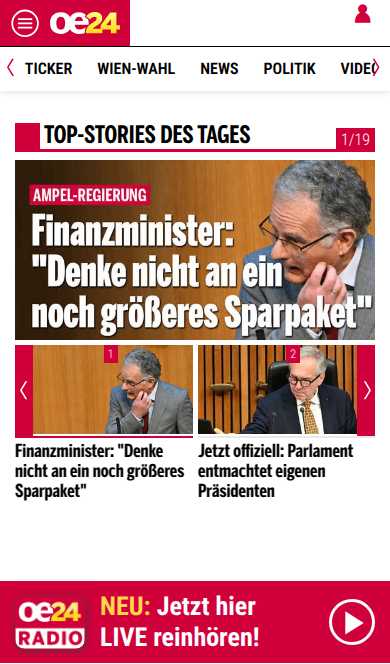 oe24
TICKER WIEN-WAHL NEWS POLITIK VIDEO
TOP-STORIES DES TAGES
1/19
AMPEL-REGIERUNG
Finanzminister:
"Denke nicht an ein
noch größeres Sparpaket"
1
2
Finanzminister: "Denke
nicht an ein noch größeres
Sparpaket"
Jetzt offiziell: Parlament
entmachtet eigenen
Präsidenten
oe24
RADIO
NEU: Jetzt hier
LIVE reinhören!